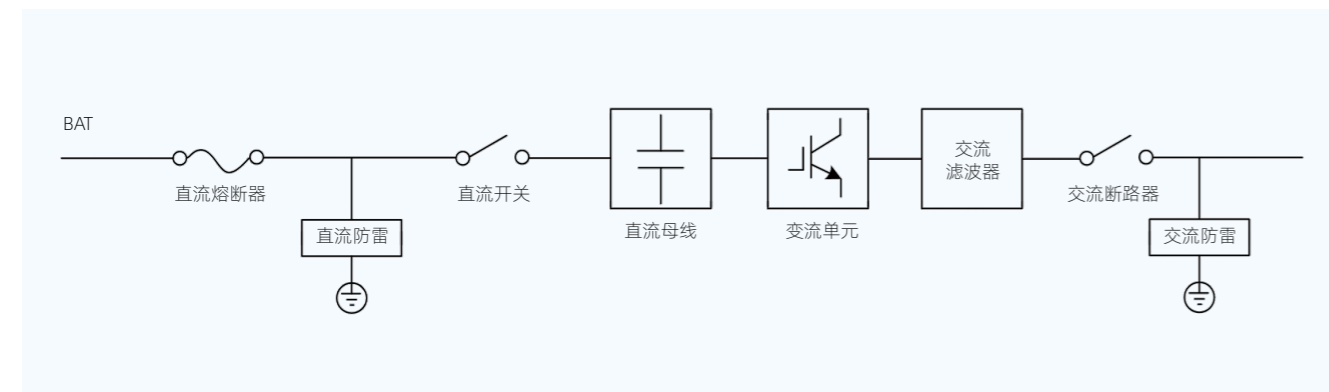 BAT
直流熔断器
直流防雷
直流开关
直流母线
变流单元
交流
滤波器
交流断路器
交流防雷